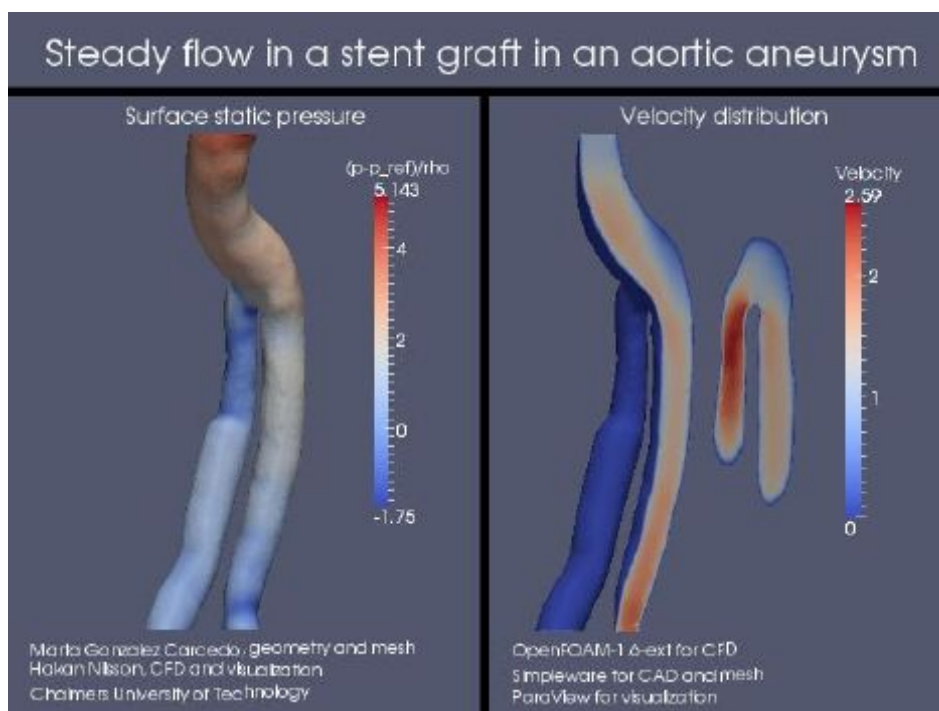 Steady flow in a stent graft in an aortic aneurysm
Surface static pressure
(p-p_ref)/rho
5.143
4
2
0
-1.75
Marta Gonzalez Carcedo, geometry and mesh
Hakan Nilsson, CFD and visualization
Chalmers University of Technology
Velocity distribution
Velocity
2.59
2
1
0
OpenFOAM-1.6-ext for CFD
Simpleware for CAD and mesh
ParaView for visualization